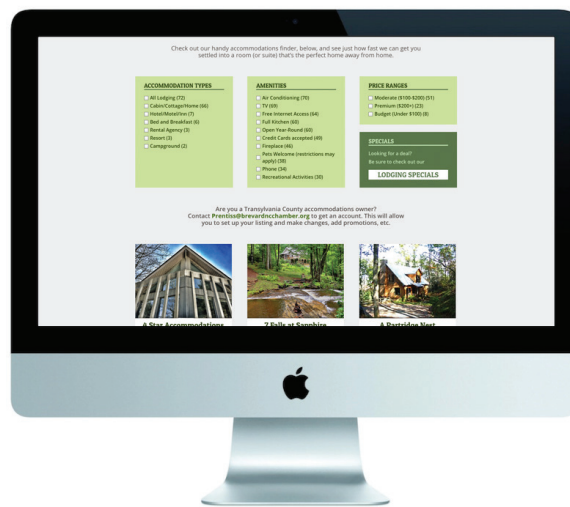 Check out our handy accommodations finder, below, and see just how fast we can get you
settled into a room (or suite) that's the perfect home away from home.
ACCOMMODATION TYPES
All Lodging (72)
Cabin/Cottage/Home (66)
Hotel/Motel/Inn (7)
Bed and Breakfast (6)
Rental Agency (3)
Resort (3)
Campground (2)
AMENITIES
Air Conditioning (70)
TV (69)
Free Internet Access (64)
Full Kitchen (60)
Open Year-Round (60)
Credit Cards accepted (49)
Fireplace (46)
Pets Welcome (restrictions may
apply) (38)
Phone (34)
Recreational Activities (30)
PRICE RANGES
Moderate ($100-$200) (51)
Premium ($200+) (23)
Budget (Under $100) (8)
SPECIALS
Looking for a deal?
Be sure to check out our
LODGING SPECIALS
Are you a Transylvania County accommodations owner?
Contact Prentiss@brevardncchamber.org to get an account. This will allow
you to set up your listing and make changes, add promotions, etc.
A Star Accommodations
7 Falls at Sapphire
A Partridge Nest